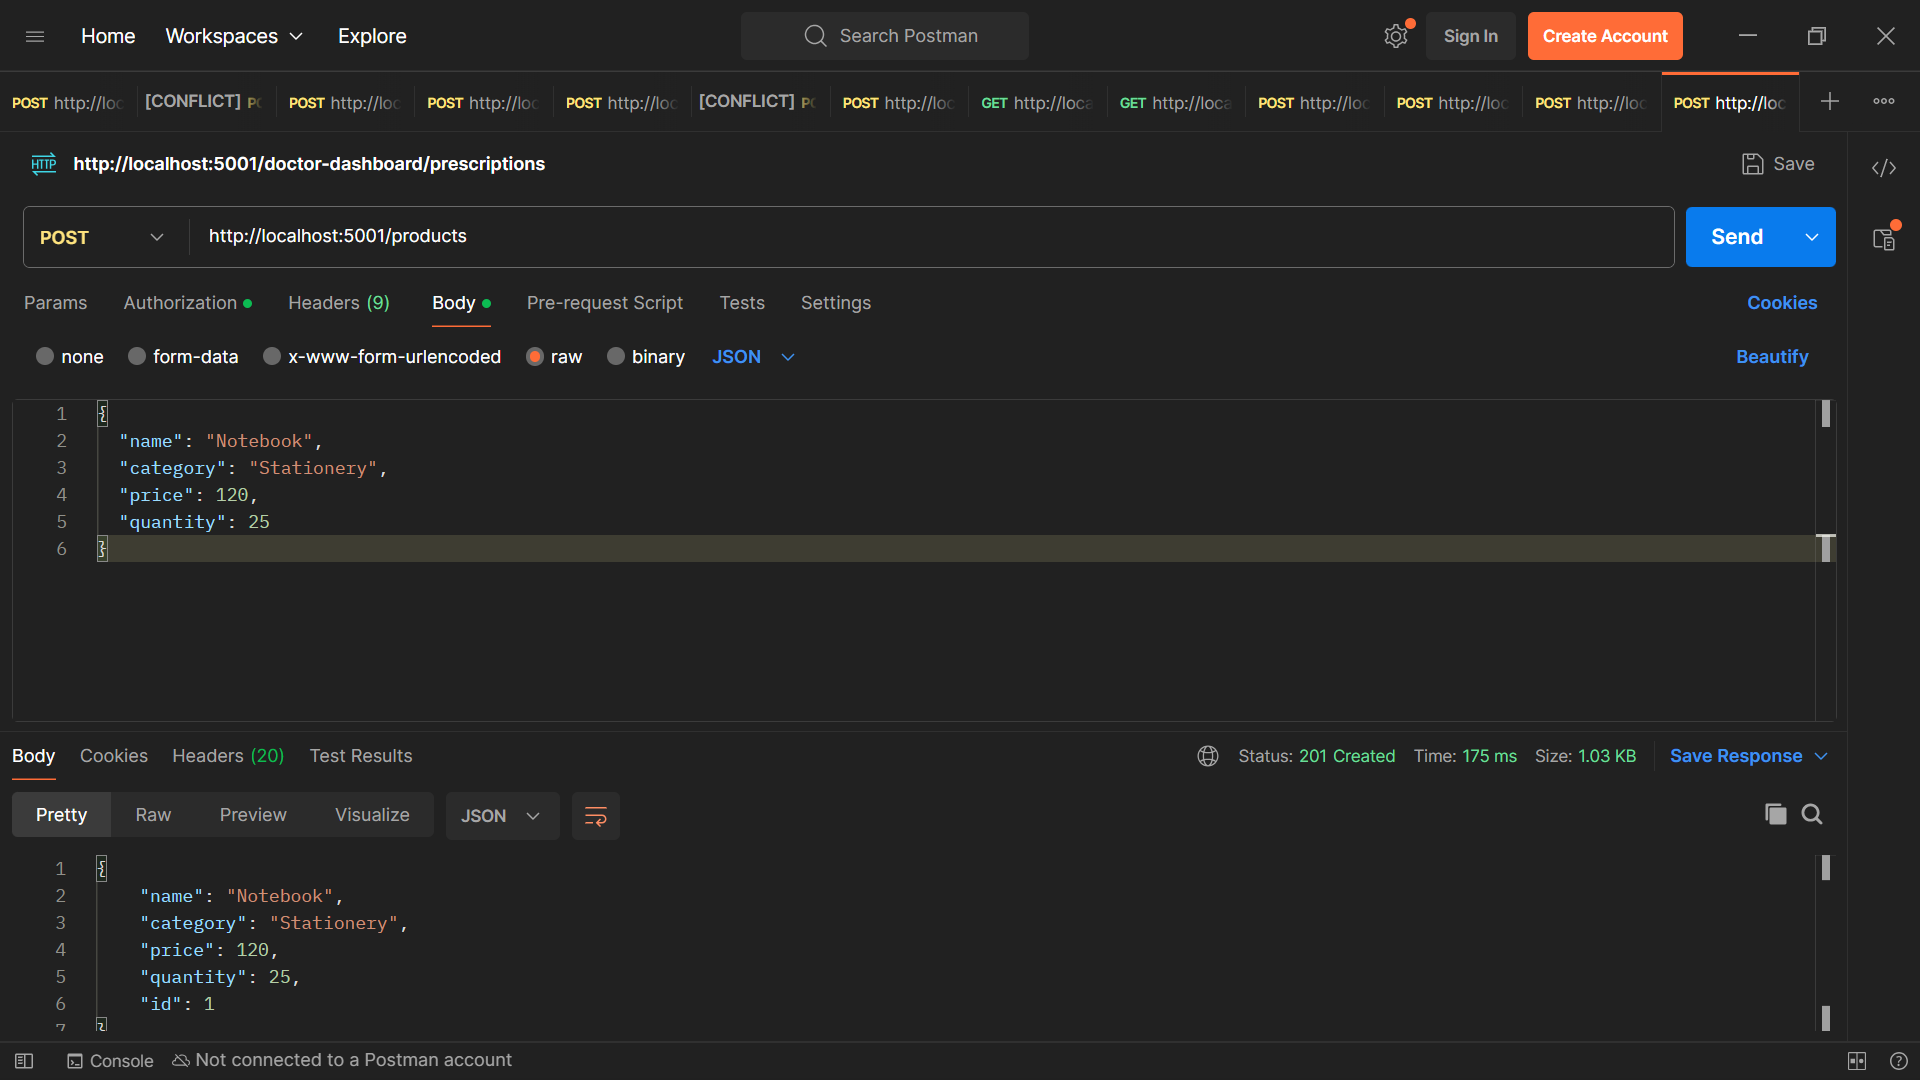 Home Workspaces Explore Search Postman Sign In Create Account
POST http://loc [CONFLICT] PO POST http://loc POST http://loc POST http://loc [CONFLICT] PO POST http://loc GET http://loca GET http://loca POST http://loc POST http://loc POST http://loc POST http://loc
HTTP http://localhost:5001/doctor-dashboard/prescriptions Save
POST http://localhost:5001/products Send
Params Authorization Headers (9) Body Pre-request Script Tests Settings Cookies
none form-data x-www-form-urlencoded raw binary JSON Beautify
1 {
2 "name": "Notebook",
3 "category": "Stationery",
4 "price": 120,
5 "quantity": 25
6 }
Body Cookies Headers (20) Test Results Status: 201 Created Time: 175 ms Size: 1.03 KB Save Response
Pretty Raw Preview Visualize JSON
1 {
2 "name": "Notebook",
3 "category": "Stationery",
4 "price": 120,
5 "quantity": 25,
6 "id": 1
7 }
Console Not connected to a Postman account